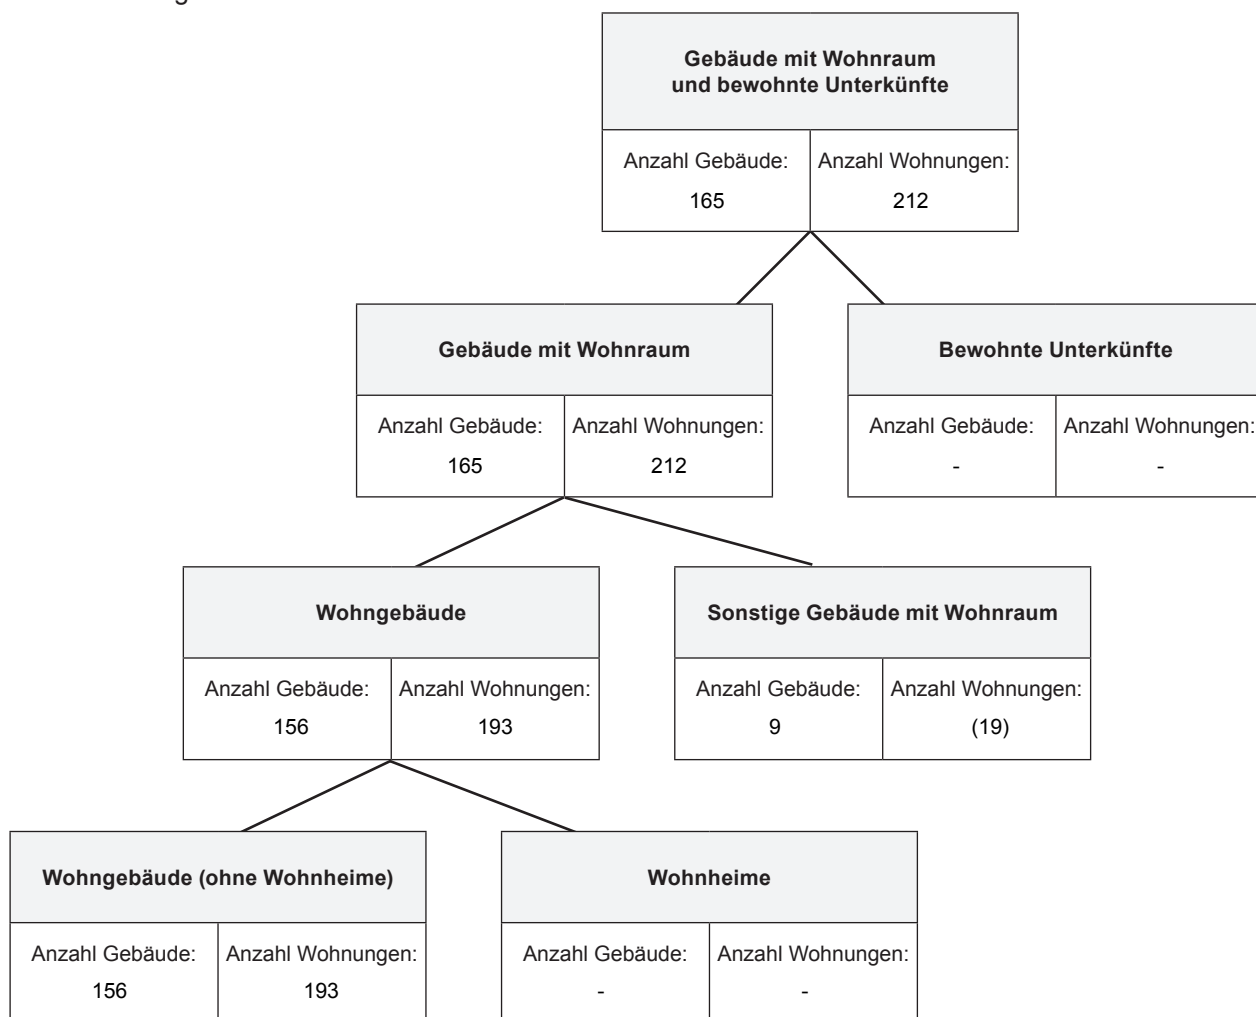 Gebäude mit Wohnraum
und bewohnte Unterkünfte
Anzahl Gebäude: Anzahl Wohnungen:
165 212
Gebäude mit Wohnraum
Anzahl Gebäude: Anzahl Wohnungen:
165 212
Bewohnte Unterkünfte
Anzahl Gebäude: Anzahl Wohnungen:
- -
Wohngebäude
Anzahl Gebäude: Anzahl Wohnungen:
156 193
Sonstige Gebäude mit Wohnraum
Anzahl Gebäude: Anzahl Wohnungen:
9 (19)
Wohngebäude (ohne Wohnheime)
Anzahl Gebäude: Anzahl Wohnungen:
156 193
Wohnheime
Anzahl Gebäude: Anzahl Wohnungen:
- -